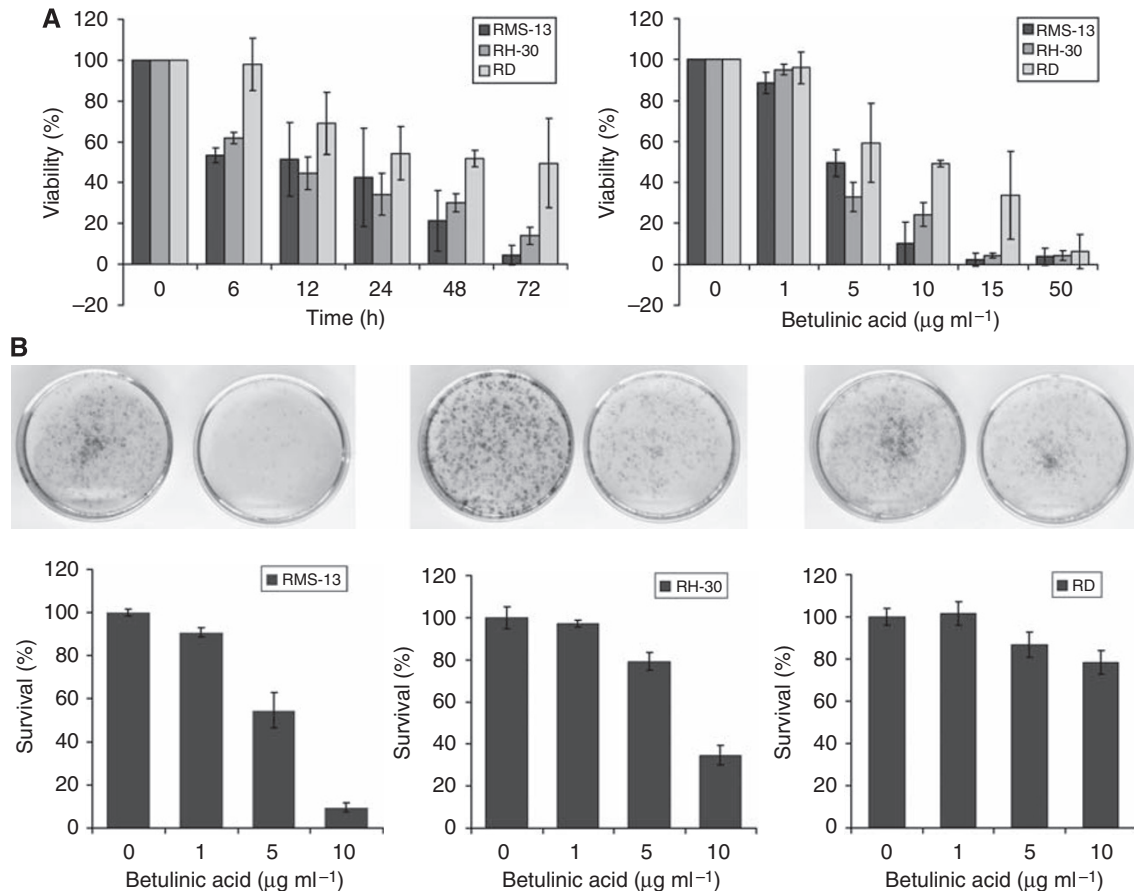 A
120
100
80
60
40
20
0
–20
Viability (%)
RMS-13
RH-30
RD
0 6 12 24 48 72
Time (h)
120
100
80
60
40
20
0
–20
Viability (%)
RMS-13
RH-30
RD
0 1 5 10 15 50
Betulinic acid (μg ml⁻¹)
B
120
100
80
60
40
20
0
Survival (%)
RMS-13
0 1 5 10
Betulinic acid (μg ml⁻¹)
120
100
80
60
40
20
0
Survival (%)
RH-30
0 1 5 10
Betulinic acid (μg ml⁻¹)
120
100
80
60
40
20
0
Survival (%)
RD
0 1 5 10
Betulinic acid (μg ml⁻¹)